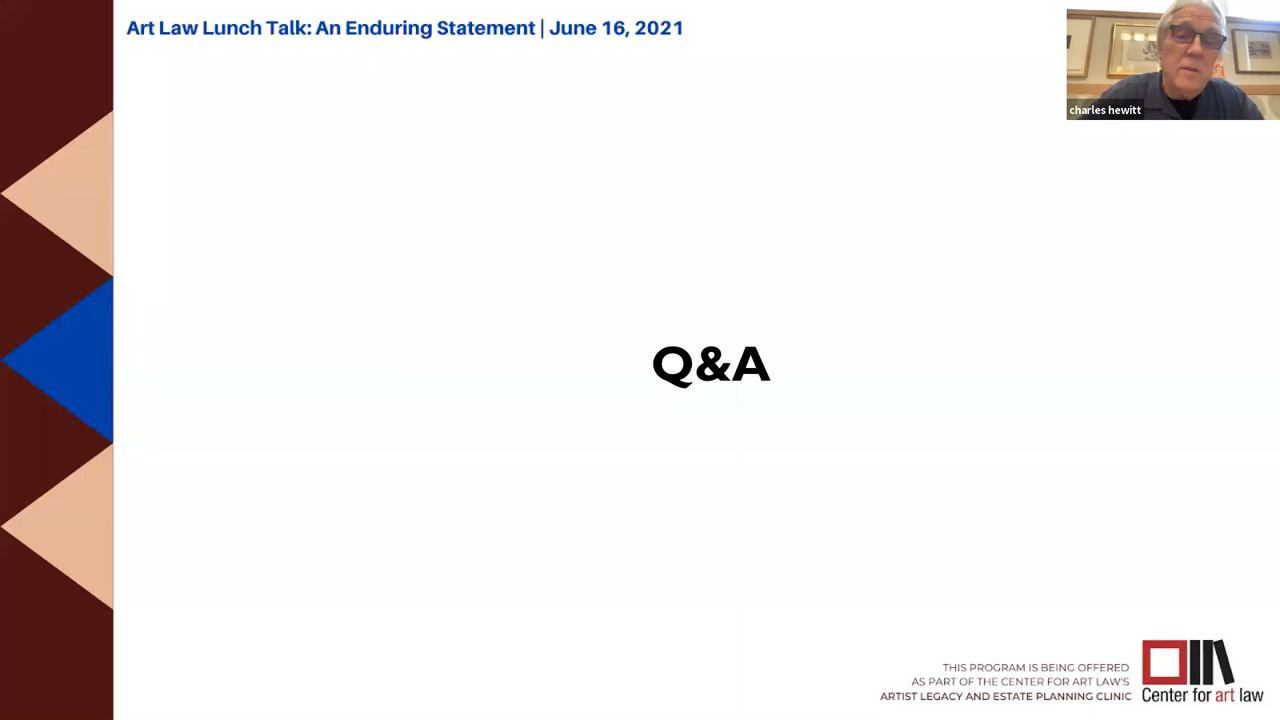 Art Law Lunch Talk: An Enduring Statement | June 16, 2021
charles hewitt
Q&A
THIS PROGRAM IS BEING OFFERED
AS PART OF THE CENTER FOR ART LAW'S
ARTIST LEGACY AND ESTATE PLANNING CLINIC
Center for art law